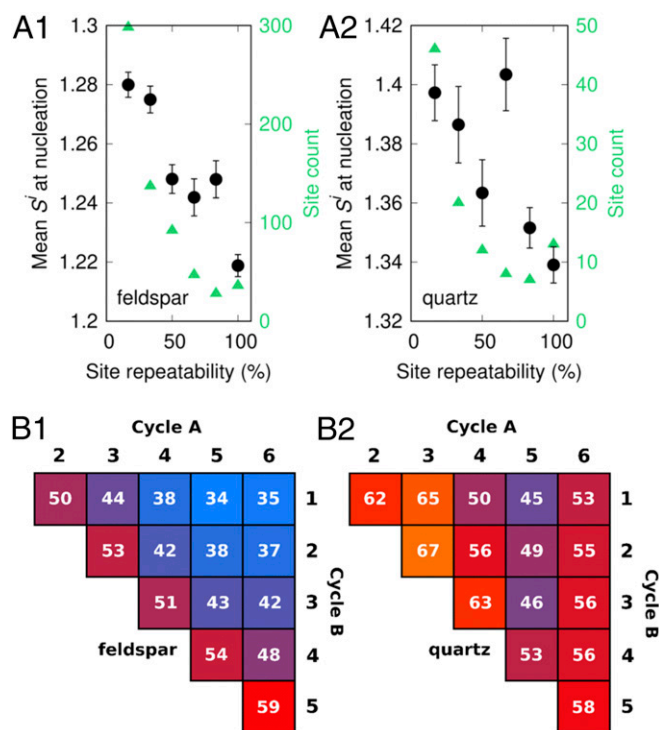 A1
1.3
1.28
1.26
1.24
1.22
1.2
Mean Sⁱ at nucleation
300
200
100
0
Site count
feldspar
50
100
Site repeatability (%)
A2
1.42
1.4
1.38
1.36
1.34
1.32
Mean Sⁱ at nucleation
50
40
30
20
10
0
Site count
quartz
50
100
Site repeatability (%)
B1
Cycle A
2 3 4 5 6
50 44 38 34 35 1
53 42 38 37 2
51 43 42 3
54 48 4
59 5
Cycle B
feldspar
B2
Cycle A
2 3 4 5 6
62 65 50 45 53 1
67 56 49 55 2
63 46 56 3
53 56 4
58 5
Cycle B
quartz